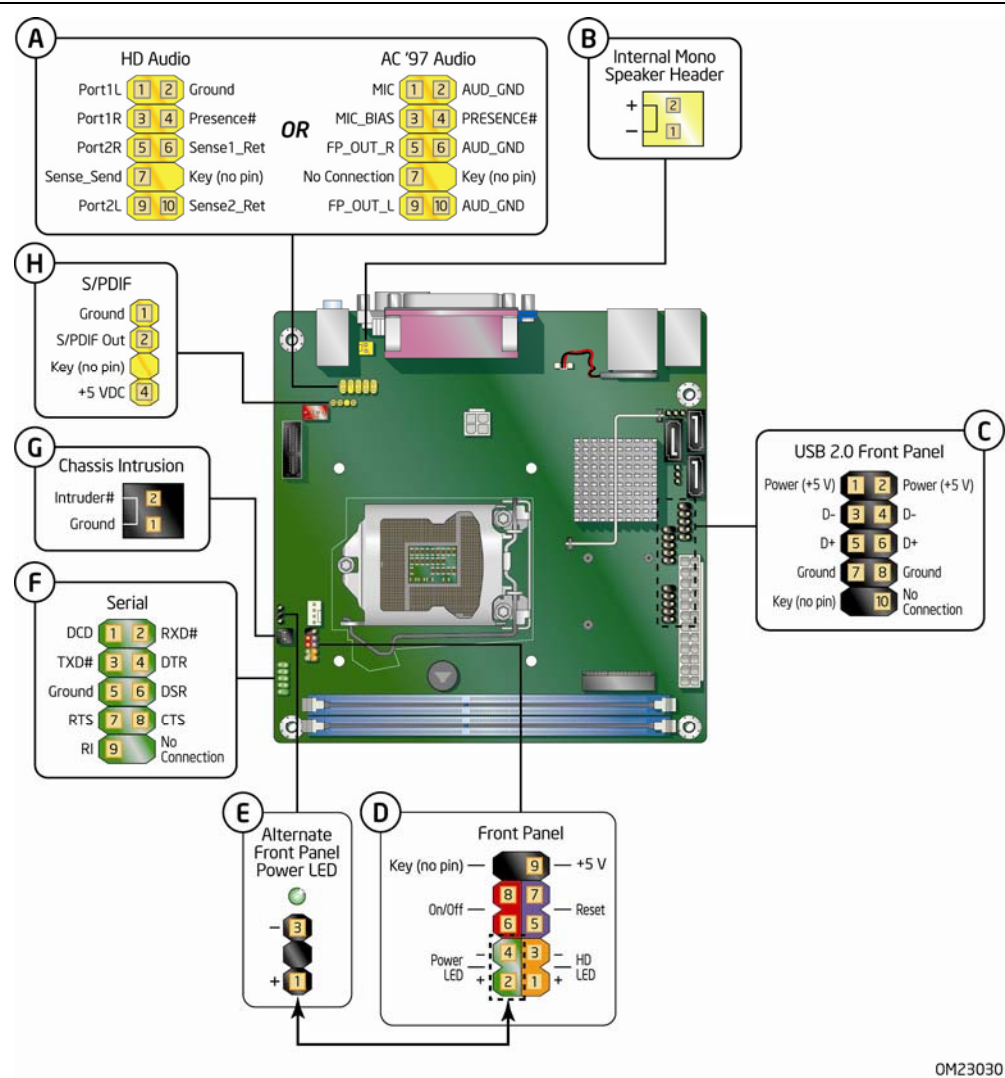 A
HD Audio
Port1L 1 2 Ground
Port1R 3 4 Presence#
Port2R 5 6 Sense1_Ret
Sense_Send 7 Key (no pin)
Port2L 9 10 Sense2_Ret
OR
AC '97 Audio
MIC 1 2 AUD_GND
MIC_BIAS 3 4 PRESENCE#
FP_OUT_R 5 6 AUD_GND
No Connection 7 Key (no pin)
FP_OUT_L 9 10 AUD_GND
B
Internal Mono
Speaker Header
+ 2
− 1
H
S/PDIF
Ground 1
S/PDIF Out 2
Key (no pin)
+5 VDC 4
G
Chassis Intrusion
Intruder# 2
Ground 1
C
USB 2.0 Front Panel
Power (+5 V) 1 2 Power (+5 V)
D- 3 4 D-
D+ 5 6 D+
Ground 7 8 Ground
Key (no pin) 10 No
Connection
F
Serial
DCD 1 2 RXD#
TXD# 3 4 DTR
Ground 5 6 DSR
RTS 7 8 CTS
RI 9 No
Connection
E
Alternate
Front Panel
Power LED
− 3
+ 1
D
Front Panel
Key (no pin) 9 +5 V
8 7
On/Off Reset
6 5
− 4 3 −
Power
LED
HD
LED
+ 2 1 +
OM23030